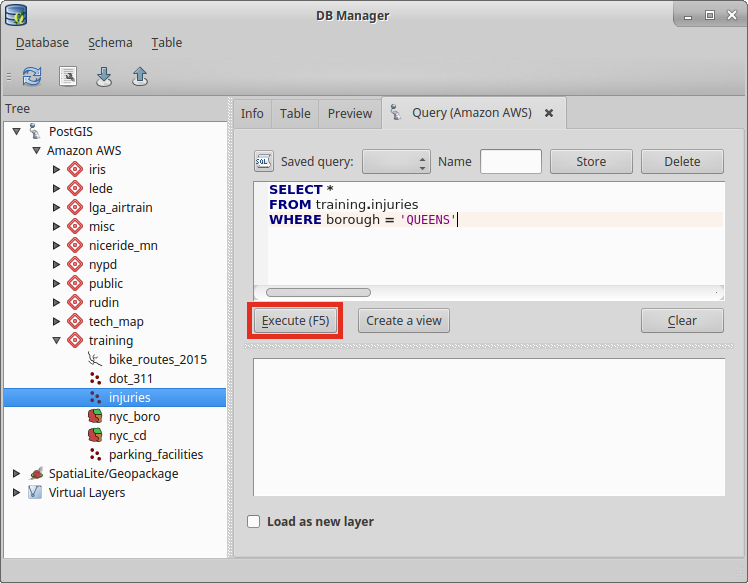 DB Manager
Database Schema Table
Tree
PostGIS
Amazon AWS
iris
lede
lga_airtrain
misc
niceride_mn
nypd
public
rudin
tech_map
training
bike_routes_2015
dot_311
injuries
nyc_boro
nyc_cd
parking_facilities
SpatiaLite/Geopackage
Virtual Layers
Info Table Preview Query (Amazon AWS)
SQL Saved query: Name Store Delete
SELECT *
FROM training.injuries
WHERE borough = 'QUEENS'
Execute (F5) Create a view Clear
Load as new layer